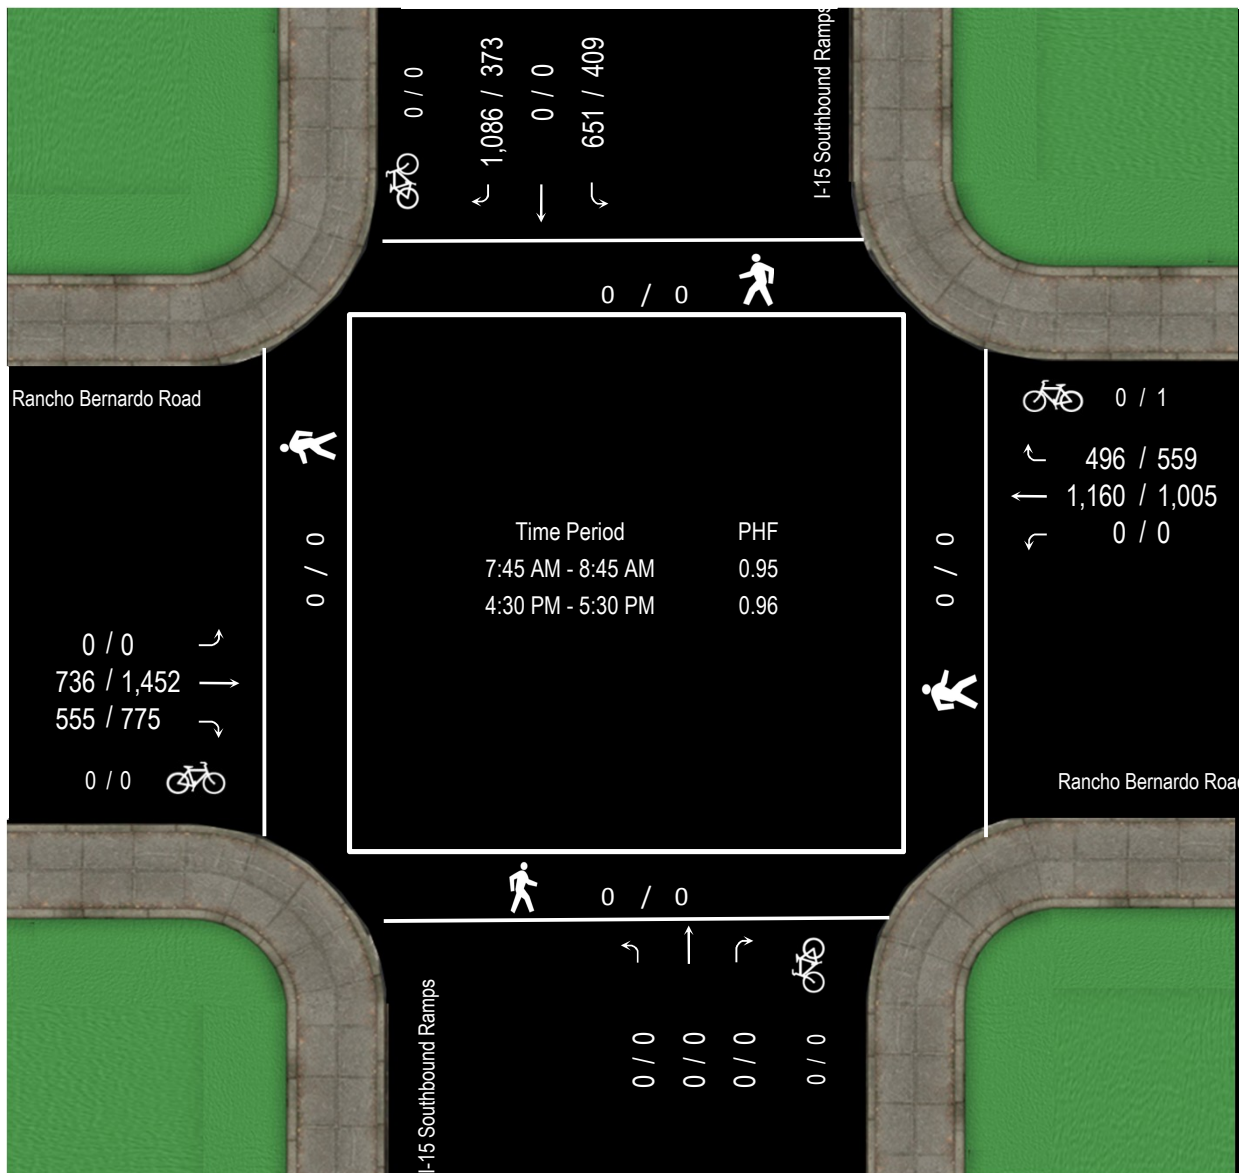 0 / 0
1,086 / 373
0 / 0
651 / 409
I-15 Southbound Ramps
0 / 0
Rancho Bernardo Road
0 / 1
496 / 559
1,160 / 1,005
0 / 0
0 / 0
Time Period PHF
7:45 AM - 8:45 AM 0.95
4:30 PM - 5:30 PM 0.96
0 / 0
0 / 0
736 / 1,452
555 / 775
0 / 0
Rancho Bernardo Roa
0 / 0
I-15 Southbound Ramps
0 / 0
0 / 0
0 / 0
0 / 0